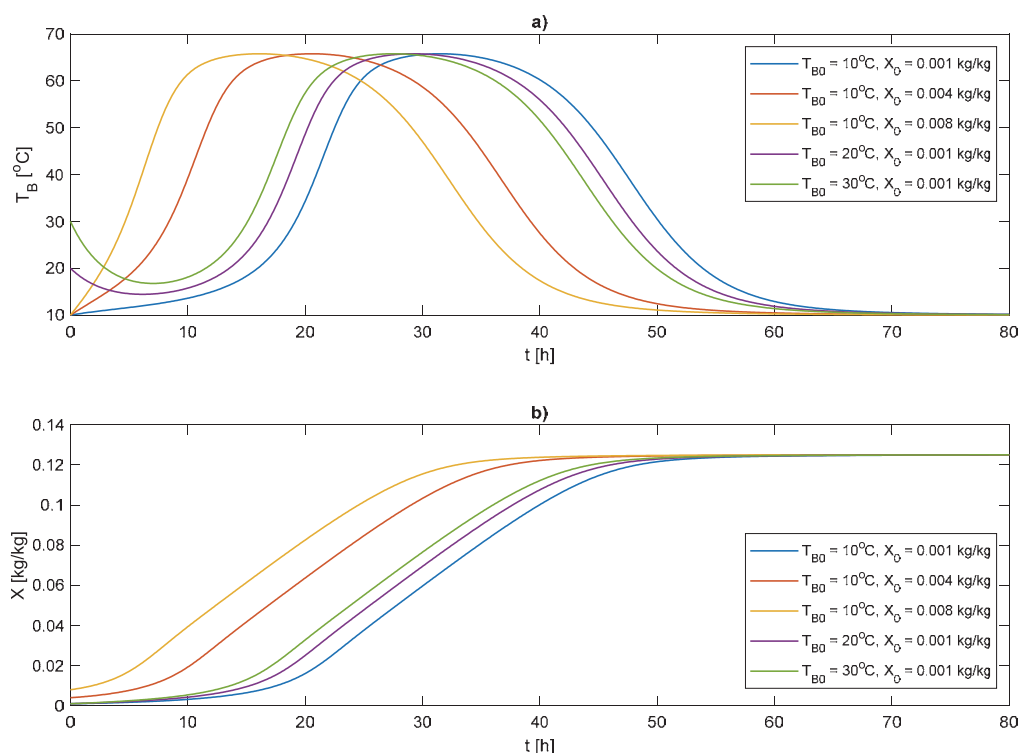 a)
70
60
50
40
30
20
10
T_B [°C]
0 10 20 30 40 50 60 70 80
t [h]
T_B0 = 10°C, X_0 = 0.001 kg/kg
T_B0 = 10°C, X_0 = 0.004 kg/kg
T_B0 = 10°C, X_0 = 0.008 kg/kg
T_B0 = 20°C, X_0 = 0.001 kg/kg
T_B0 = 30°C, X_0 = 0.001 kg/kg
b)
0.14
0.12
0.1
0.08
0.06
0.04
0.02
0
X [kg/kg]
0 10 20 30 40 50 60 70 80
t [h]
T_B0 = 10°C, X_0 = 0.001 kg/kg
T_B0 = 10°C, X_0 = 0.004 kg/kg
T_B0 = 10°C, X_0 = 0.008 kg/kg
T_B0 = 20°C, X_0 = 0.001 kg/kg
T_B0 = 30°C, X_0 = 0.001 kg/kg